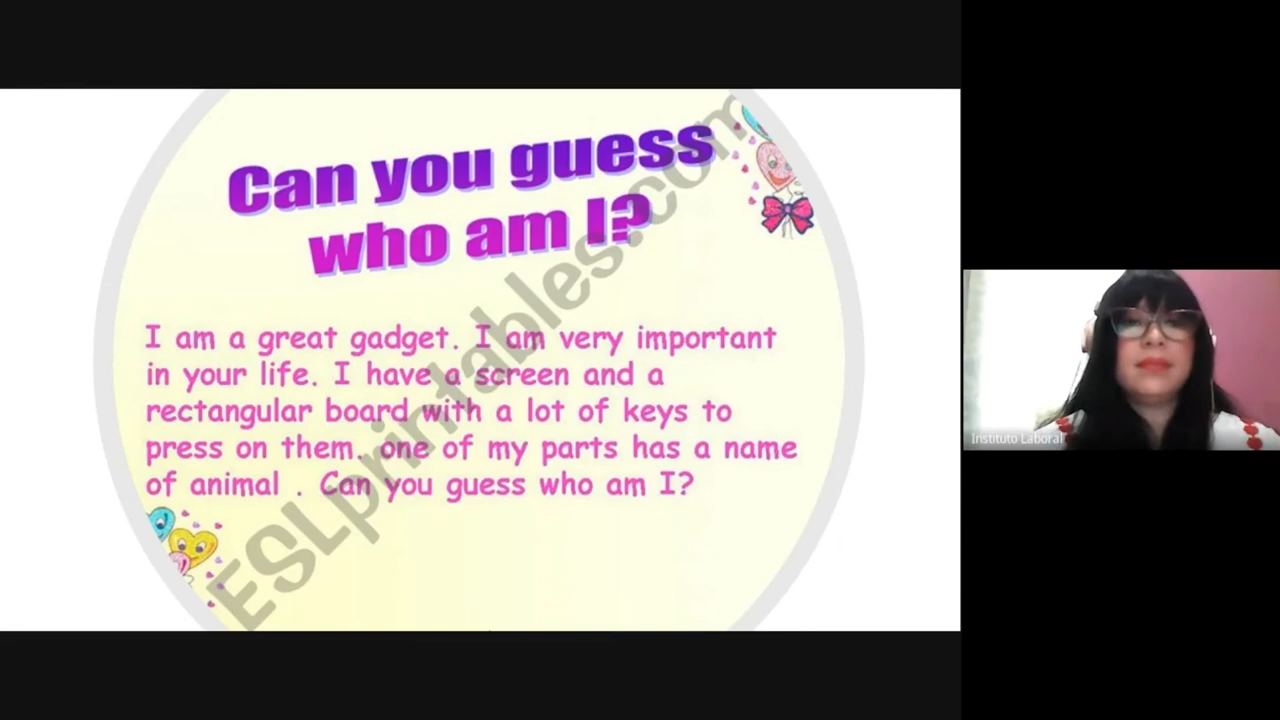 Can you guess
who am I?
I am a great gadget. I am very important
in your life. I have a screen and a
rectangular board with a lot of keys to
press on them. one of my parts has a name
of animal . Can you guess who am I?
ESLprintables.com
Instituto Laboral